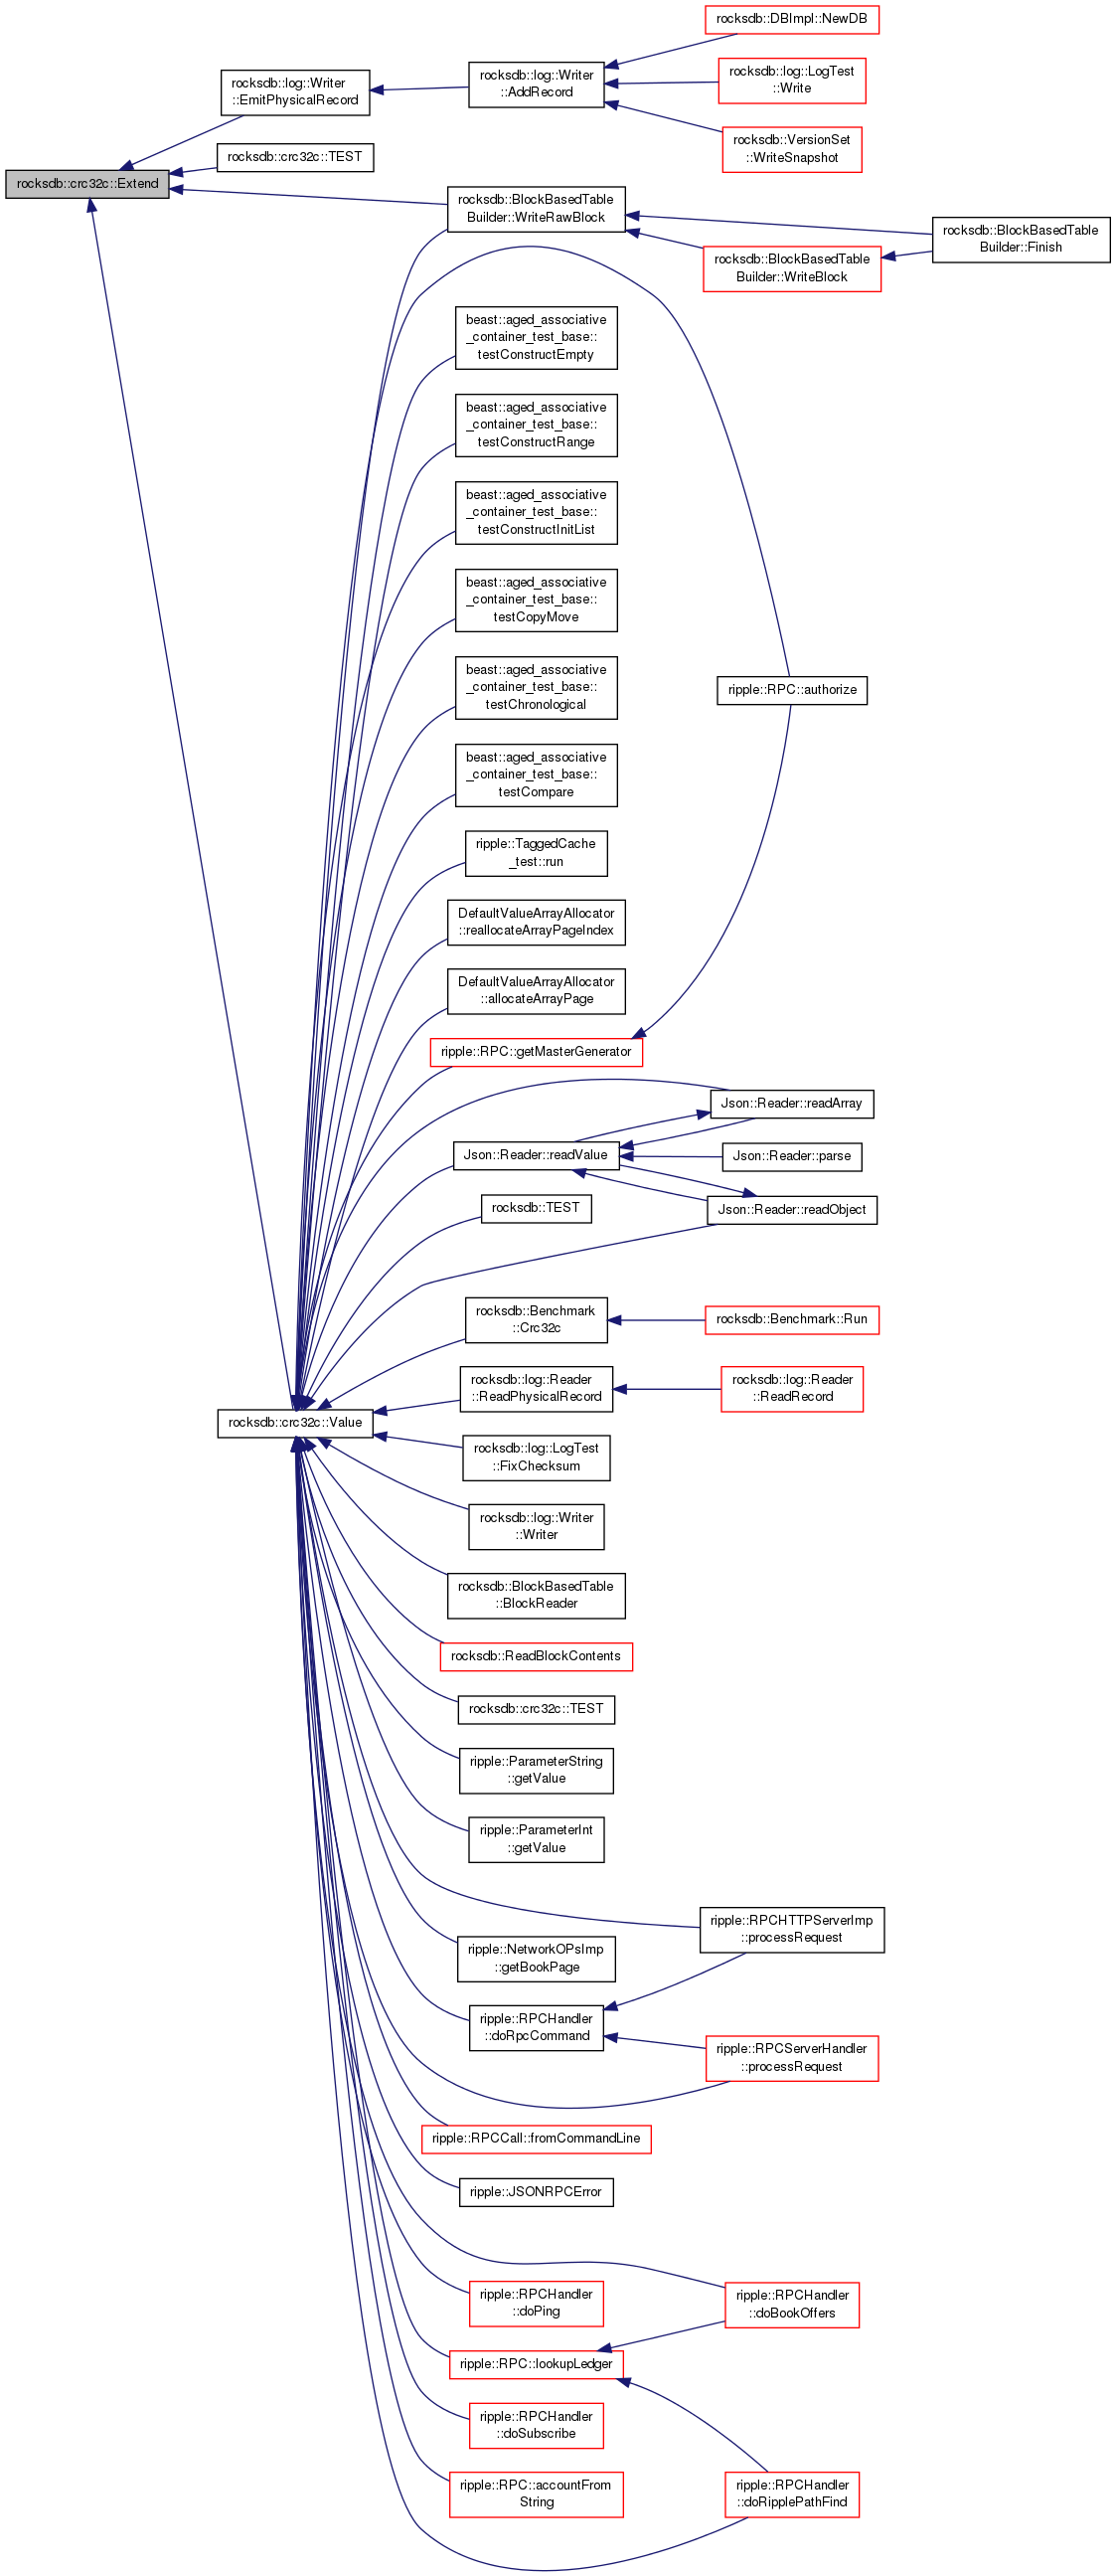 rocksdb::DBImpl::NewDB
rocksdb::log::Writer
::EmitPhysicalRecord
rocksdb::log::Writer
::AddRecord
rocksdb::log::LogTest
::Write
rocksdb::VersionSet
::WriteSnapshot
rocksdb::crc32c::TEST
rocksdb::crc32c::Extend
rocksdb::BlockBasedTable
Builder::WriteRawBlock
rocksdb::BlockBasedTable
Builder::Finish
rocksdb::BlockBasedTable
Builder::WriteBlock
beast::aged_associative
_container_test_base::
testConstructEmpty
beast::aged_associative
_container_test_base::
testConstructRange
beast::aged_associative
_container_test_base::
testConstructInitList
beast::aged_associative
_container_test_base::
testCopyMove
beast::aged_associative
_container_test_base::
testChronological
ripple::RPC::authorize
beast::aged_associative
_container_test_base::
testCompare
ripple::TaggedCache
_test::run
DefaultValueArrayAllocator
::reallocateArrayPageIndex
DefaultValueArrayAllocator
::allocateArrayPage
ripple::RPC::getMasterGenerator
Json::Reader::readArray
Json::Reader::readValue
Json::Reader::parse
rocksdb::TEST
Json::Reader::readObject
rocksdb::Benchmark
::Crc32c
rocksdb::Benchmark::Run
rocksdb::log::Reader
::ReadPhysicalRecord
rocksdb::log::Reader
::ReadRecord
rocksdb::crc32c::Value
rocksdb::log::LogTest
::FixChecksum
rocksdb::log::Writer
::Writer
rocksdb::BlockBasedTable
::BlockReader
rocksdb::ReadBlockContents
rocksdb::crc32c::TEST
ripple::ParameterString
::getValue
ripple::ParameterInt
::getValue
ripple::RPCHTTPServerImp
::processRequest
ripple::NetworkOPsImp
::getBookPage
ripple::RPCHandler
::doRpcCommand
ripple::RPCServerHandler
::processRequest
ripple::RPCCall::fromCommandLine
ripple::JSONRPCError
ripple::RPCHandler
::doPing
ripple::RPCHandler
::doBookOffers
ripple::RPC::lookupLedger
ripple::RPCHandler
::doSubscribe
ripple::RPC::accountFrom
String
ripple::RPCHandler
::doRipplePathFind